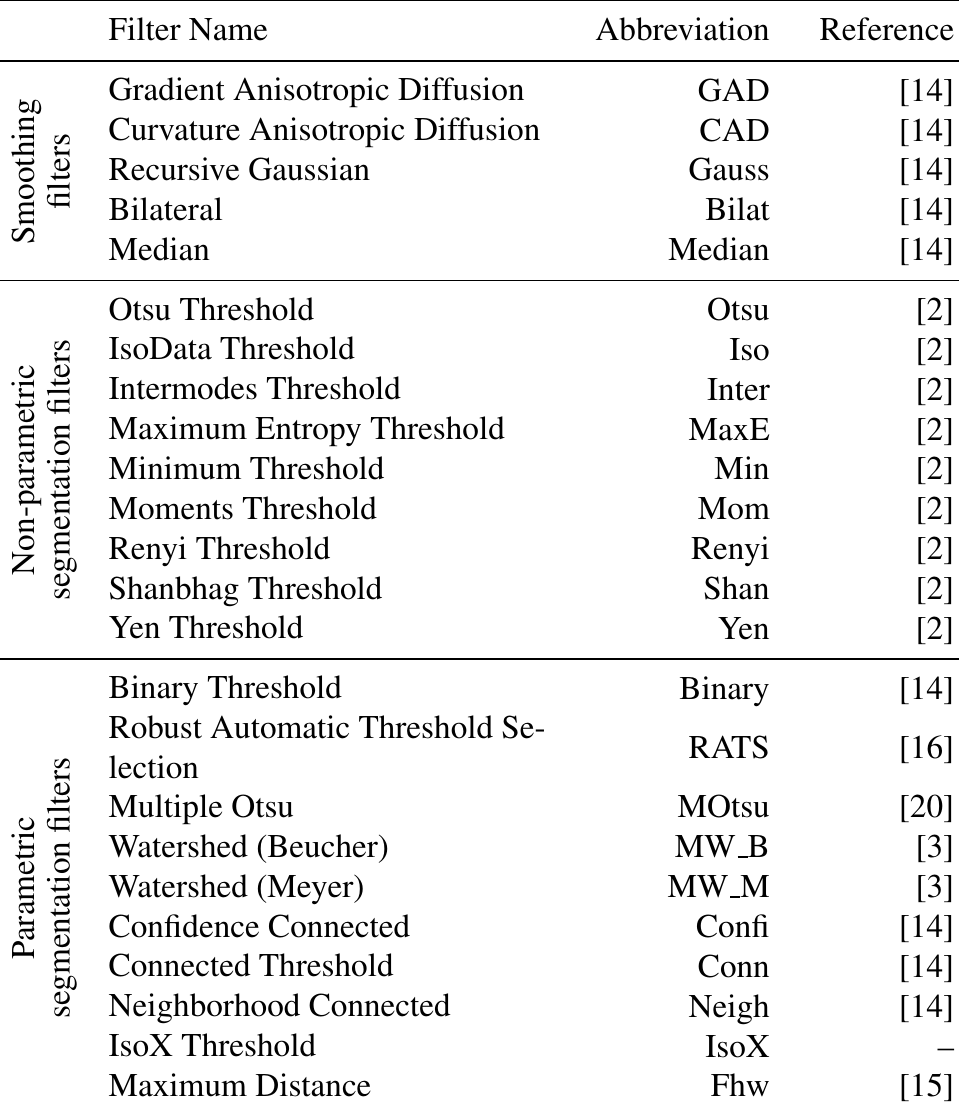 Filter Name Abbreviation Reference
Smoothing
filters
Gradient Anisotropic Diffusion GAD [14]
Curvature Anisotropic Diffusion CAD [14]
Recursive Gaussian Gauss [14]
Bilateral Bilat [14]
Median Median [14]
Non-parametric
segmentation filters
Otsu Threshold Otsu [2]
IsoData Threshold Iso [2]
Intermodes Threshold Inter [2]
Maximum Entropy Threshold MaxE [2]
Minimum Threshold Min [2]
Moments Threshold Mom [2]
Renyi Threshold Renyi [2]
Shanbhag Threshold Shan [2]
Yen Threshold Yen [2]
Parametric
segmentation filters
Binary Threshold Binary [14]
Robust Automatic Threshold Se-
lection RATS [16]
Multiple Otsu MOtsu [20]
Watershed (Beucher) MW_B [3]
Watershed (Meyer) MW_M [3]
Confidence Connected Confi [14]
Connected Threshold Conn [14]
Neighborhood Connected Neigh [14]
IsoX Threshold IsoX –
Maximum Distance Fhw [15]